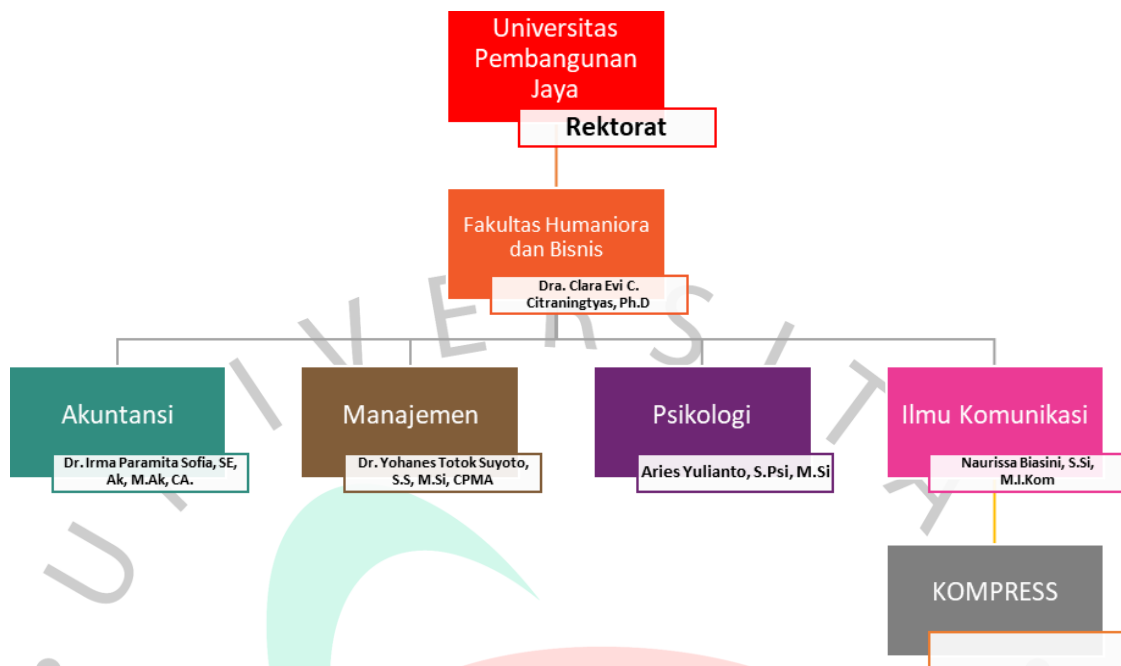 Universitas
Pembangunan
Jaya
Rektorat
Fakultas Humaniora
dan Bisnis
Dra. Clara Evi C.
Citraningtyas, Ph.D
Akuntansi
Dr. Irma Paramita Sofia, SE,
Ak, M.Ak, CA.
Manajemen
Dr. Yohanes Totok Suyoto,
S.S, M.Si, CPMA
Psikologi
Aries Yulianto, S.Psi, M.Si
Ilmu Komunikasi
Naurissa Biasini, S.Si,
M.I.Kom
KOMPRESS
UNIVERSITA